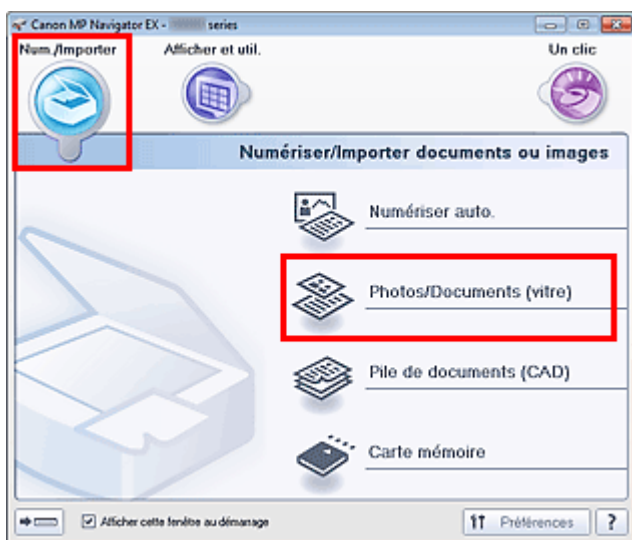 Canon MP Navigator EX - series
Num./Importer Afficher et util. Un clic
Numériser/Importer documents ou images
Numériser auto.
Photos/Documents (vitre)
Pile de documents (CAD)
Carte mémoire
Afficher cette fenêtre au démarrage Préférences ?